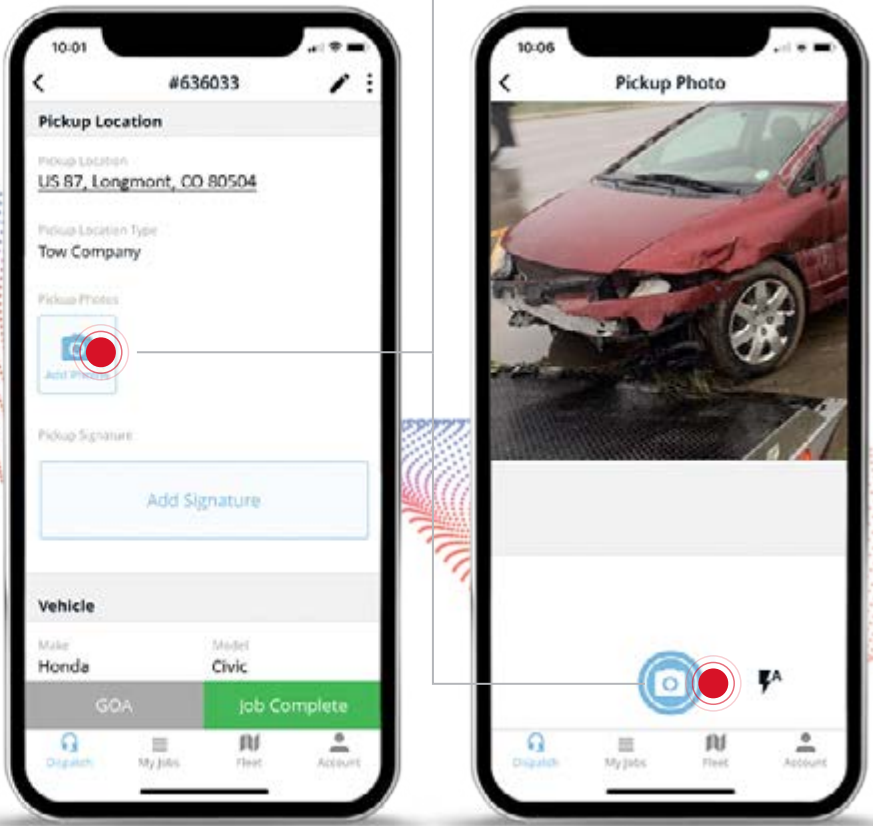 10:01
#636033
Pickup Location
Pickup Location
US 87, Longmont, CO 80504
Pickup Location Type
Tow Company
Pickup Photos
Add Photos
Pickup Signature
Add Signature
Vehicle
Make Model
Honda Civic
GOA Job Complete
Dispatch My Jobs Fleet Account
10:06
Pickup Photo
A
Dispatch My Jobs Fleet Account